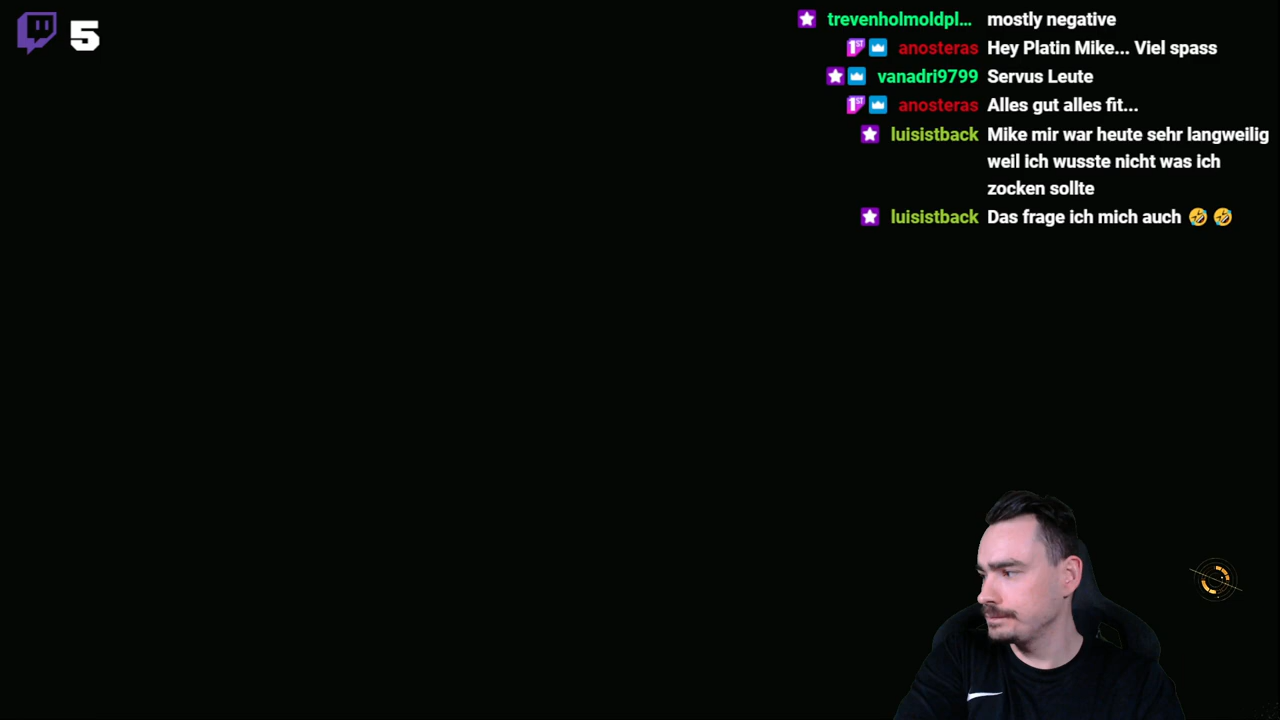 5
trevenholmoldpl... mostly negative
1ST anosteras Hey Platin Mike... Viel spass
vanadri9799 Servus Leute
1ST anosteras Alles gut alles fit...
luisistback Mike mir war heute sehr langweilig
weil ich wusste nicht was ich
zocken sollte
luisistback Das frage ich mich auch 🤣 🤣